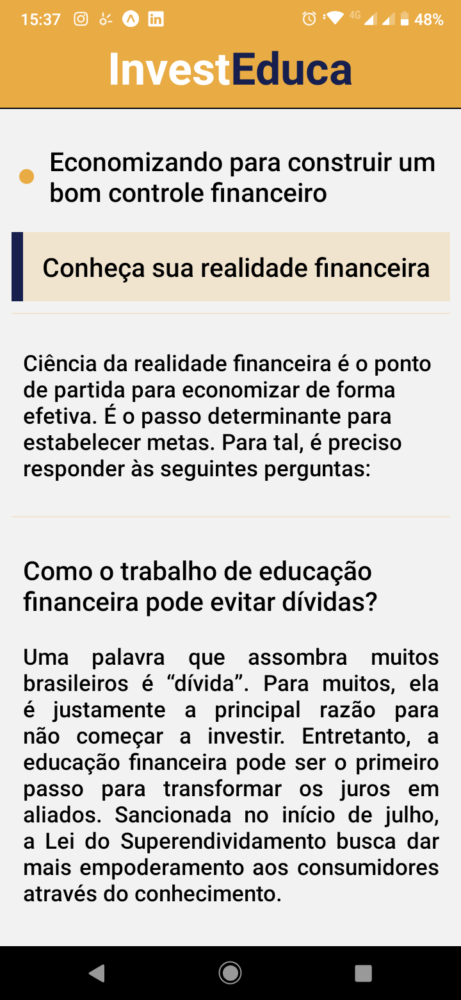 15:37
4G
48%
InvestEduca
Economizando para construir um
bom controle financeiro
Conheça sua realidade financeira
Ciência da realidade financeira é o ponto
de partida para economizar de forma
efetiva. É o passo determinante para
estabelecer metas. Para tal, é preciso
responder às seguintes perguntas:
Como o trabalho de educação
financeira pode evitar dívidas?
Uma palavra que assombra muitos
brasileiros é “dívida”. Para muitos, ela
é justamente a principal razão para
não começar a investir. Entretanto, a
educação financeira pode ser o primeiro
passo para transformar os juros em
aliados. Sancionada no início de julho,
a Lei do Superendividamento busca dar
mais empoderamento aos consumidores
através do conhecimento.